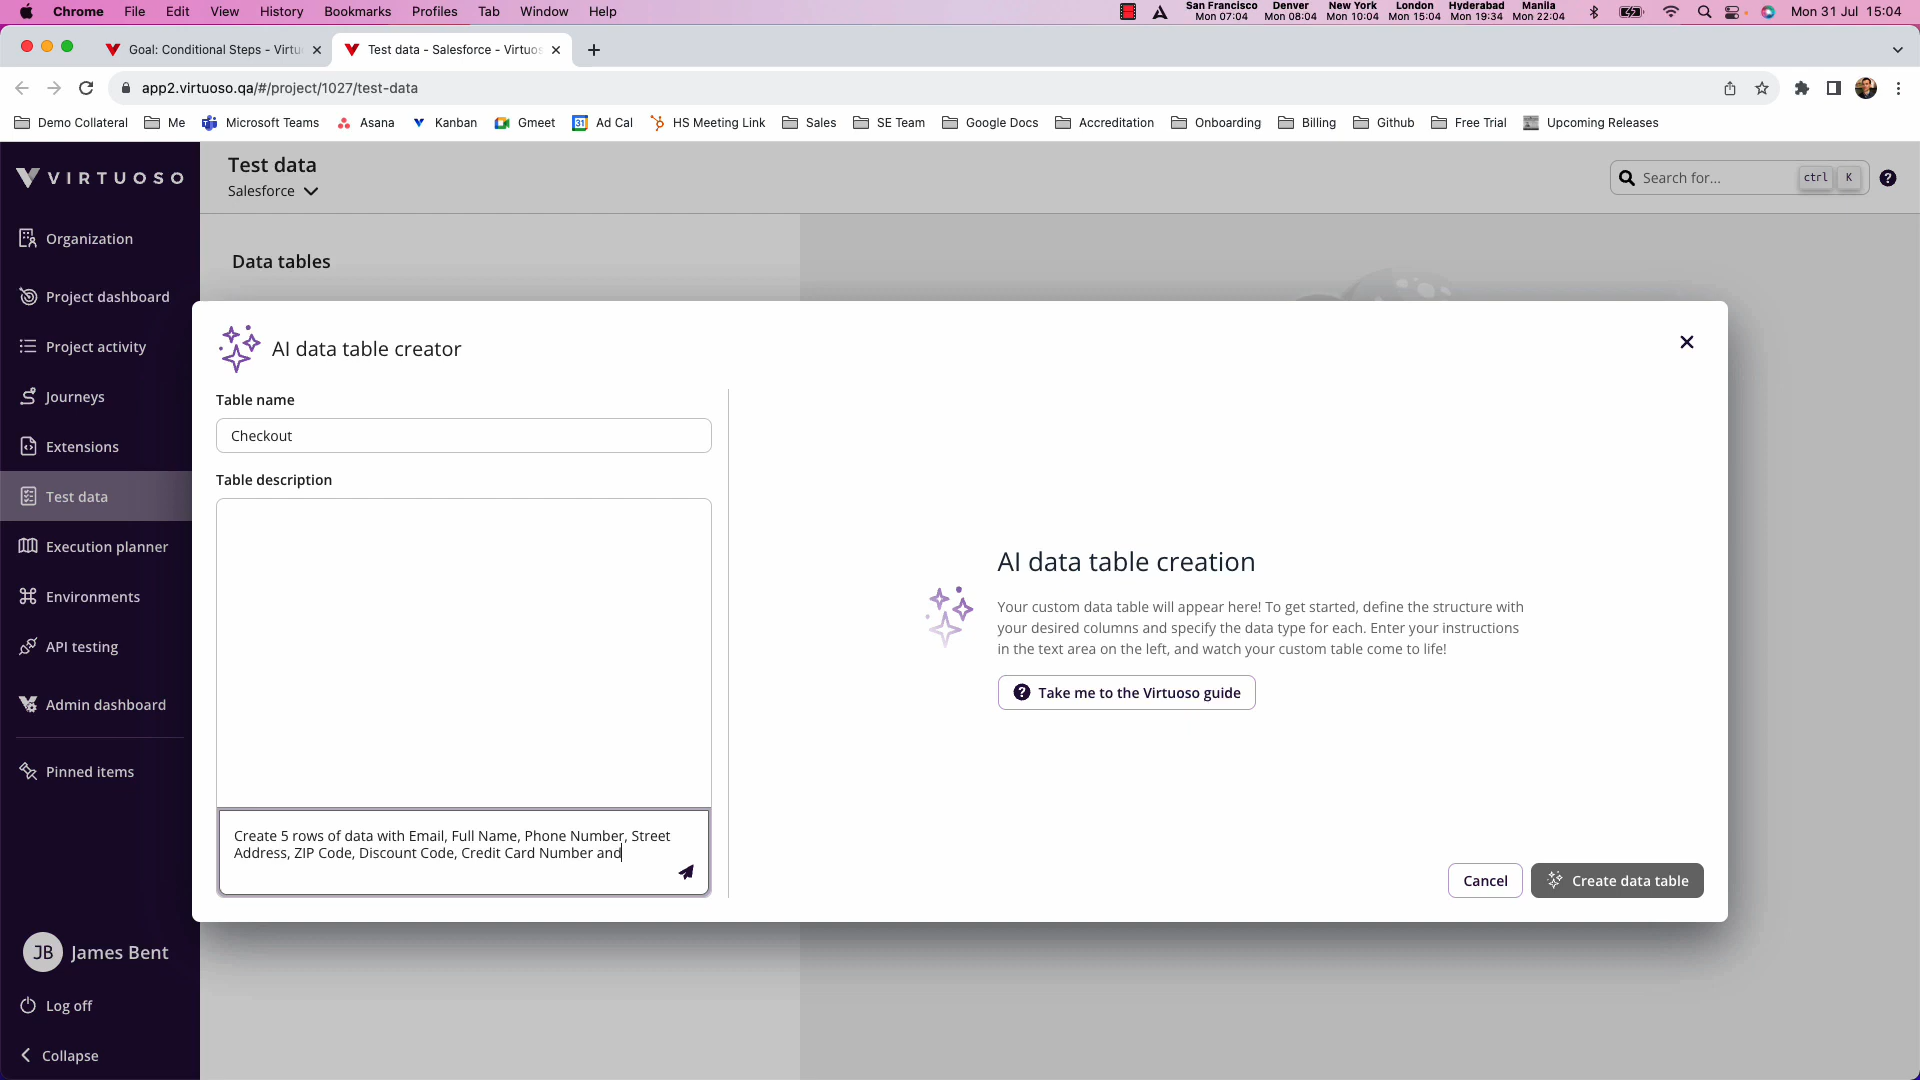 Chrome File Edit View History Bookmarks Profiles Tab Window Help
San Francisco Mon 07:04 Denver Mon 08:04 New York Mon 10:04 London Mon 15:04 Hyderabad Mon 19:34 Manila Mon 22:04
Mon 31 Jul 15:04
Goal: Conditional Steps - Virtu
Test data - Salesforce - Virtuos
app2.virtuoso.qa/#/project/1027/test-data
Demo Collateral Me Microsoft Teams Asana Kanban Gmeet 31 Ad Cal HS Meeting Link Sales SE Team Google Docs Accreditation Onboarding Billing Github Free Trial Upcoming Releases
VIRTUOSO
Test data
Salesforce
Search for...
ctrl K
Organization
Project dashboard
Project activity
Journeys
Extensions
Test data
Execution planner
Environments
API testing
Admin dashboard
Pinned items
JB James Bent
Log off
Collapse
Data tables
AI data table creator
Table name
Checkout
Table description
Create 5 rows of data with Email, Full Name, Phone Number, Street
Address, ZIP Code, Discount Code, Credit Card Number and
AI data table creation
Your custom data table will appear here! To get started, define the structure with
your desired columns and specify the data type for each. Enter your instructions
in the text area on the left, and watch your custom table come to life!
Take me to the Virtuoso guide
Cancel
Create data table